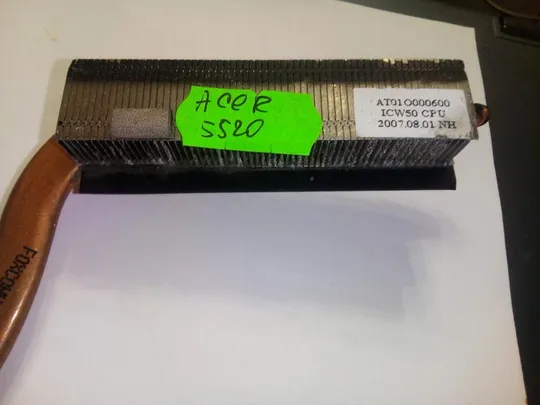 ACER
5520
AT01O000600
ICW50 CPU
2007.08.01 NH
FOXCONN